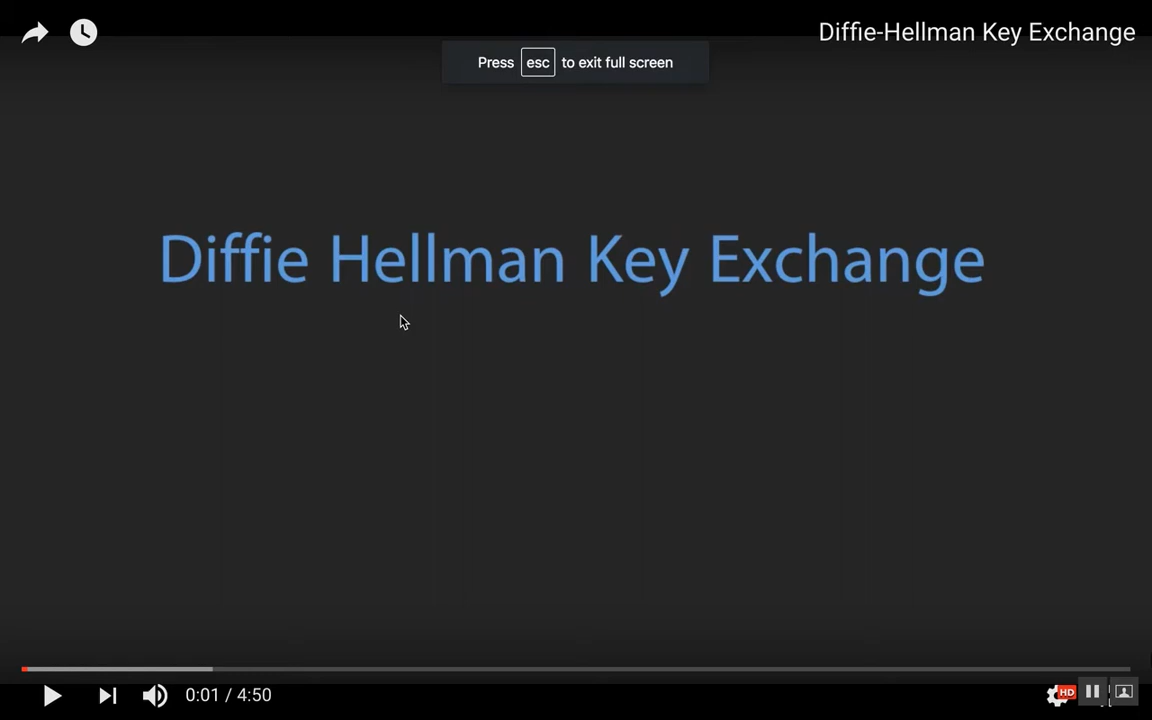 Diffie-Hellman Key Exchange
Press esc to exit full screen
Diffie Hellman Key Exchange
0:01 / 4:50
HD